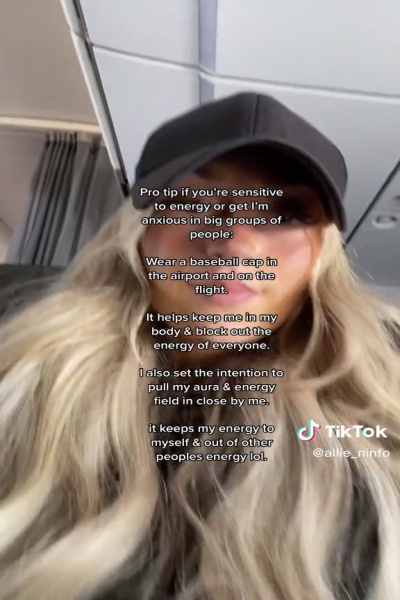 Pro tip if you're sensitive
to energy or get I'm
anxious in big groups of
people:
Wear a baseball cap in
the airport and on the
flight.
It helps keep me in my
body & block out the
energy of everyone.
I also set the intention to
pull my aura & energy
field in close by me.
it keeps my energy to
myself & out of other
peoples energy lol.
TikTok
@allie_ninfo